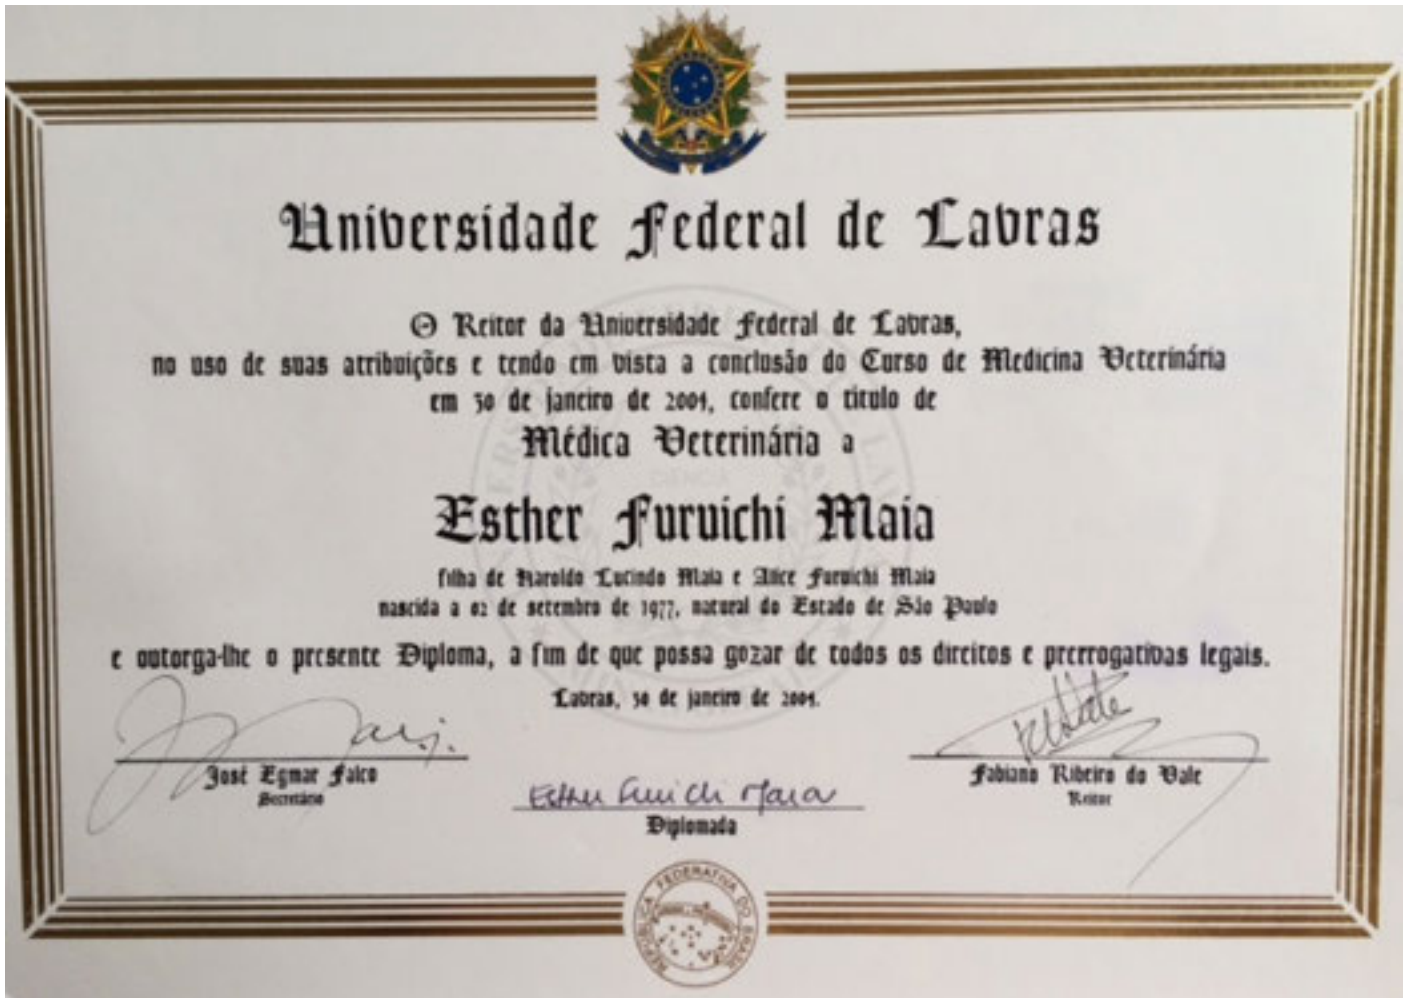 Universidade Federal de Lavras
O Reitor da Universidade Federal de Lavras,
no uso de suas atribuições e tendo em vista a conclusão do Curso de Medicina Veterinária
em 30 de janeiro de 2001, confere o título de
Médica Veterinária a
Esther Furuichi Maia
filha de Haroldo Lucindo Maia e Alice Furuichi Maia
nascida a 02 de setembro de 1977, natural do Estado de São Paulo
e outorga-lhe o presente Diploma, a fim de que possa gozar de todos os direitos e prerrogativas legais.
Lavras, 30 de janeiro de 2001.
José Egmar Falco
Secretário
Esther Furuichi Maia
Diplomada
Fabiano Ribeiro do Vale
Reitor
REPÚBLICA FEDERATIVA DO BRASIL